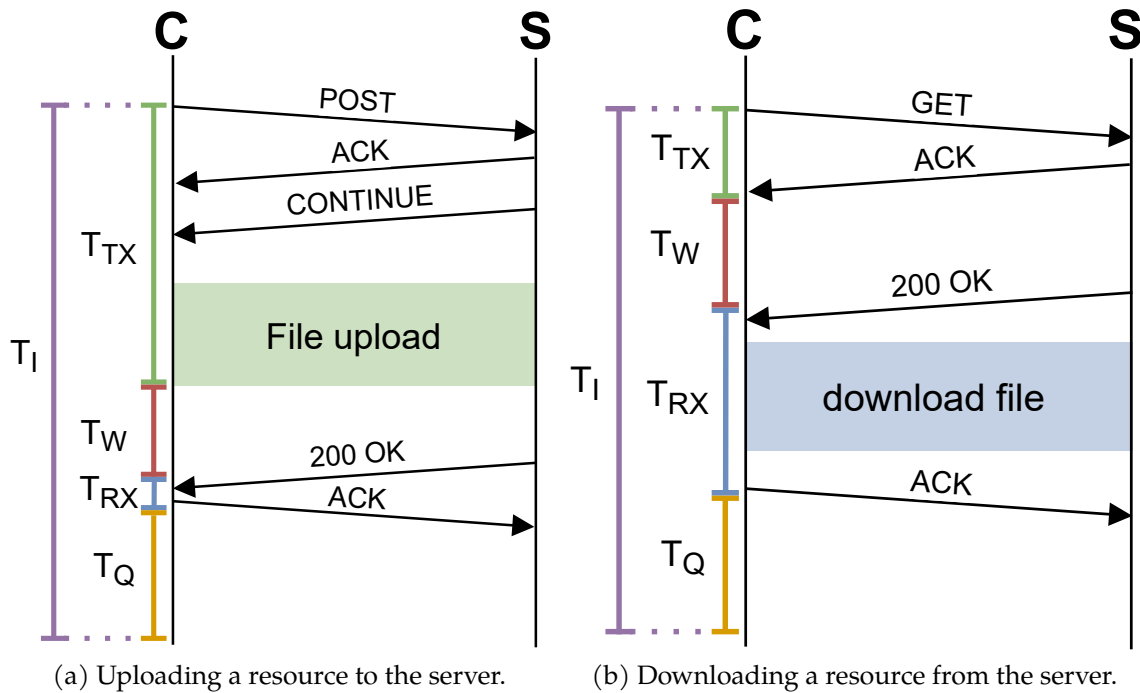 C
S
POST
ACK
CONTINUE
T_TX
File upload
T_I
T_W
200 OK
T_RX
ACK
T_Q
(a) Uploading a resource to the server.
C
S
GET
T_TX
ACK
T_W
200 OK
T_I
T_RX
download file
ACK
T_Q
(b) Downloading a resource from the server.